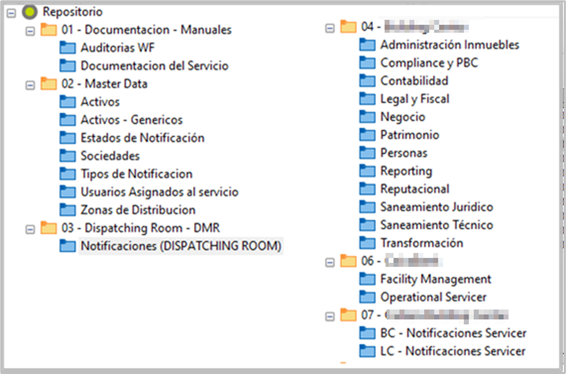 Repositorio
01 - Documentacion - Manuales
Auditorias WF
Documentacion del Servicio
02 - Master Data
Activos
Activos - Genericos
Estados de Notificación
Sociedades
Tipos de Notificacion
Usuarios Asignados al servicio
Zonas de Distribucion
03 - Dispatching Room - DMR
Notificaciones (DISPATCHING ROOM)
04 -
Administración Inmuebles
Compliance y PBC
Contabilidad
Legal y Fiscal
Negocio
Patrimonio
Personas
Reporting
Reputacional
Saneamiento Juridico
Saneamiento Técnico
Transformación
06 -
Facility Management
Operational Servicer
07 -
BC - Notificaciones Servicer
LC - Notificaciones Servicer